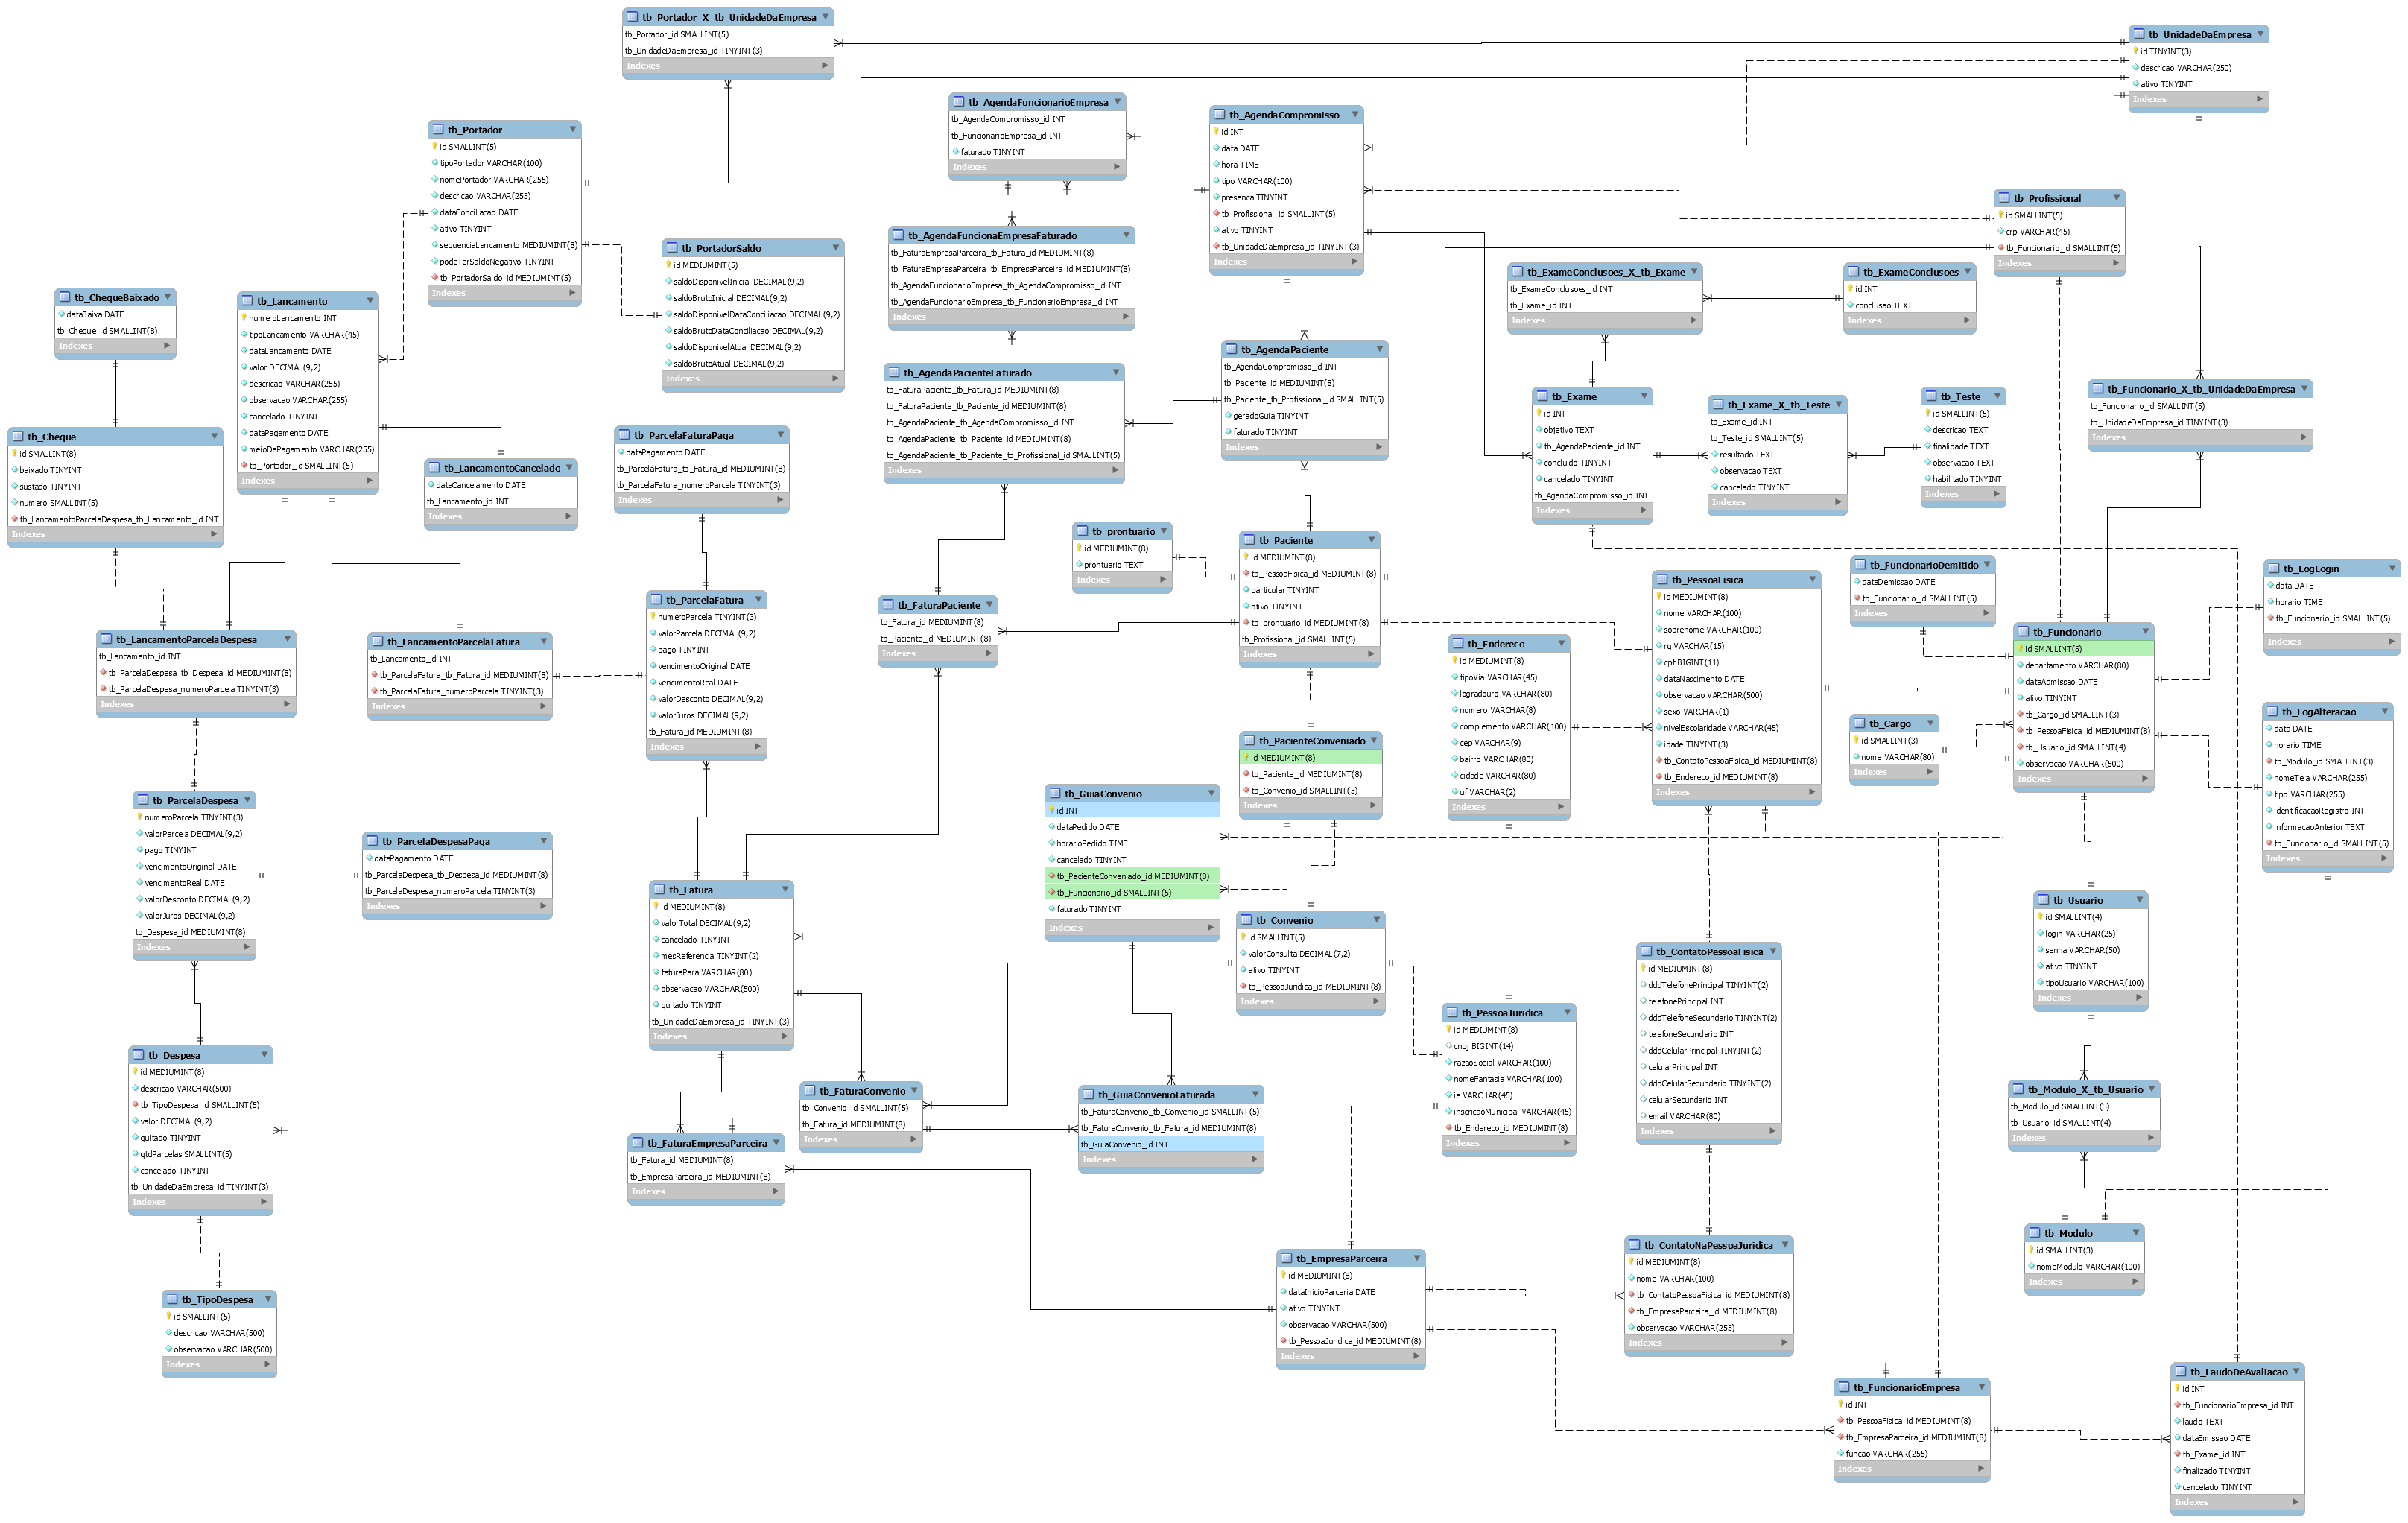 tb_Portador_X_tb_UnidadeDaEmpresa
tb_Portador_id SMALLINT(5)
tb_UnidadeDaEmpresa_id TINYINT(3)
Indexes
tb_UnidadeDaEmpresa
id TINYINT(3)
descricao VARCHAR(250)
ativo TINYINT
Indexes
tb_AgendaFuncionarioEmpresa
tb_AgendaCompromisso_id INT
tb_FuncionarioEmpresa_id INT
faturado TINYINT
Indexes
tb_AgendaCompromisso
id INT
data DATE
hora TIME
tipo VARCHAR(100)
presenca TINYINT
tb_Profissional_id SMALLINT(5)
ativo TINYINT
tb_UnidadeDaEmpresa_id TINYINT(3)
Indexes
tb_Portador
id SMALLINT(5)
tipoPortador VARCHAR(100)
nomePortador VARCHAR(255)
descricao VARCHAR(255)
dataConciliacao DATE
ativo TINYINT
sequenciaLancamento MEDIUMINT(8)
podeTerSaldoNegativo TINYINT
tb_PortadorSaldo_id MEDIUMINT(5)
Indexes
tb_Profissional
id SMALLINT(5)
crp VARCHAR(45)
tb_Funcionario_id SMALLINT(5)
Indexes
tb_AgendaFuncionaEmpresaFaturado
tb_FaturaEmpresaParceira_tb_Fatura_id MEDIUMINT(8)
tb_FaturaEmpresaParceira_tb_EmpresaParceira_id MEDIUMINT(8)
tb_AgendaFuncionarioEmpresa_tb_AgendaCompromisso_id INT
tb_AgendaFuncionarioEmpresa_tb_FuncionarioEmpresa_id INT
Indexes
tb_PortadorSaldo
id MEDIUMINT(5)
saldoDisponivelInicial DECIMAL(9,2)
saldoBrutoInicial DECIMAL(9,2)
saldoDisponivelDataConciliacao DECIMAL(9,2)
saldoBrutoDataConciliacao DECIMAL(9,2)
saldoDisponivelAtual DECIMAL(9,2)
saldoBrutoAtual DECIMAL(9,2)
Indexes
tb_ExameConclusoes_X_tb_Exame
tb_ExameConclusoes_id INT
tb_Exame_id INT
Indexes
tb_ExameConclusoes
id INT
conclusao TEXT
Indexes
tb_ChequeBaixado
dataBaixa DATE
tb_Cheque_id SMALLINT(8)
Indexes
tb_Lancamento
numeroLancamento INT
tipoLancamento VARCHAR(45)
dataLancamento DATE
valor DECIMAL(9,2)
descricao VARCHAR(255)
observacao VARCHAR(255)
cancelado TINYINT
dataPagamento DATE
meioDePagamento VARCHAR(255)
tb_Portador_id SMALLINT(5)
Indexes
tb_AgendaPaciente
tb_AgendaCompromisso_id INT
tb_Paciente_id MEDIUMINT(8)
tb_Paciente_tb_Profissional_id SMALLINT(5)
geradoGuia TINYINT
faturado TINYINT
Indexes
tb_AgendaPacienteFaturado
tb_FaturaPaciente_tb_Fatura_id MEDIUMINT(8)
tb_FaturaPaciente_tb_Paciente_id MEDIUMINT(8)
tb_AgendaPaciente_tb_AgendaCompromisso_id INT
tb_AgendaPaciente_tb_Paciente_id MEDIUMINT(8)
tb_AgendaPaciente_tb_Paciente_tb_Profissional_id SMALLINT(5)
Indexes
tb_Funcionario_X_tb_UnidadeDaEmpresa
tb_Funcionario_id SMALLINT(5)
tb_UnidadeDaEmpresa_id TINYINT(3)
Indexes
tb_Exame
id INT
objetivo TEXT
tb_AgendaPaciente_id INT
concluido TINYINT
cancelado TINYINT
tb_AgendaCompromisso_id INT
Indexes
tb_Exame_X_tb_Teste
tb_Exame_id INT
tb_Teste_id SMALLINT(5)
resultado TEXT
observacao TEXT
cancelado TINYINT
Indexes
tb_Teste
id SMALLINT(5)
descricao TEXT
finalidade TEXT
observacao TEXT
habilitado TINYINT
Indexes
tb_Cheque
id SMALLINT(8)
baixado TINYINT
sustado TINYINT
numero SMALLINT(5)
tb_LancamentoParcelaDespesa_tb_Lancamento_id INT
Indexes
tb_ParcelaFaturaPaga
dataPagamento DATE
tb_ParcelaFatura_tb_Fatura_id MEDIUMINT(8)
tb_ParcelaFatura_numeroParcela TINYINT(3)
Indexes
tb_LancamentoCancelado
dataCancelamento DATE
tb_Lancamento_id INT
Indexes
tb_prontuario
id MEDIUMINT(8)
prontuario TEXT
Indexes
tb_Paciente
id MEDIUMINT(8)
tb_PessoaFisica_id MEDIUMINT(8)
particular TINYINT
ativo TINYINT
tb_prontuario_id MEDIUMINT(8)
tb_Profissional_id SMALLINT(5)
Indexes
tb_FuncionarioDemitido
dataDemissao DATE
tb_Funcionario_id SMALLINT(5)
Indexes
tb_LogLogin
data DATE
horario TIME
tb_Funcionario_id SMALLINT(5)
Indexes
tb_PessoaFisica
id MEDIUMINT(8)
nome VARCHAR(100)
sobrenome VARCHAR(100)
rg VARCHAR(15)
cpf BIGINT(11)
dataNascimento DATE
observacao VARCHAR(500)
sexo VARCHAR(1)
nivelEscolaridade VARCHAR(45)
idade TINYINT(3)
tb_ContatoPessoaFisica_id MEDIUMINT(8)
tb_Endereco_id MEDIUMINT(8)
Indexes
tb_ParcelaFatura
numeroParcela TINYINT(3)
valorParcela DECIMAL(9,2)
pago TINYINT
vencimentoOriginal DATE
vencimentoReal DATE
valorDesconto DECIMAL(9,2)
valorJuros DECIMAL(9,2)
tb_Fatura_id MEDIUMINT(8)
Indexes
tb_FaturaPaciente
tb_Fatura_id MEDIUMINT(8)
tb_Paciente_id MEDIUMINT(8)
Indexes
tb_Funcionario
id SMALLINT(5)
departamento VARCHAR(80)
dataAdmissao DATE
ativo TINYINT
tb_Cargo_id SMALLINT(3)
tb_PessoaFisica_id MEDIUMINT(8)
tb_Usuario_id SMALLINT(4)
observacao VARCHAR(500)
Indexes
tb_LancamentoParcelaDespesa
tb_Lancamento_id INT
tb_ParcelaDespesa_tb_Despesa_id MEDIUMINT(8)
tb_ParcelaDespesa_numeroParcela TINYINT(3)
Indexes
tb_LancamentoParcelaFatura
tb_Lancamento_id INT
tb_ParcelaFatura_tb_Fatura_id MEDIUMINT(8)
tb_ParcelaFatura_numeroParcela TINYINT(3)
Indexes
tb_Endereco
id MEDIUMINT(8)
tipoVia VARCHAR(45)
logradouro VARCHAR(80)
numero VARCHAR(8)
complemento VARCHAR(100)
cep VARCHAR(9)
bairro VARCHAR(80)
cidade VARCHAR(80)
uf VARCHAR(2)
Indexes
tb_LogAlteracao
data DATE
horario TIME
tb_Modulo_id SMALLINT(3)
nomeTela VARCHAR(255)
tipo VARCHAR(255)
identificacaoRegistro INT
informacaoAnterior TEXT
tb_Funcionario_id SMALLINT(5)
Indexes
tb_Cargo
id SMALLINT(3)
nome VARCHAR(80)
Indexes
tb_PacienteConveniado
id MEDIUMINT(8)
tb_Paciente_id MEDIUMINT(8)
tb_Convenio_id SMALLINT(5)
Indexes
tb_GuiaConvenio
id INT
dataPedido DATE
horarioPedido TIME
cancelado TINYINT
tb_PacienteConveniado_id MEDIUMINT(8)
tb_Funcionario_id SMALLINT(5)
faturado TINYINT
Indexes
tb_ParcelaDespesa
numeroParcela TINYINT(3)
valorParcela DECIMAL(9,2)
pago TINYINT
vencimentoOriginal DATE
vencimentoReal DATE
valorDesconto DECIMAL(9,2)
valorJuros DECIMAL(9,2)
tb_Despesa_id MEDIUMINT(8)
Indexes
tb_ParcelaDespesaPaga
dataPagamento DATE
tb_ParcelaDespesa_tb_Despesa_id MEDIUMINT(8)
tb_ParcelaDespesa_numeroParcela TINYINT(3)
Indexes
tb_Fatura
id MEDIUMINT(8)
valorTotal DECIMAL(9,2)
cancelado TINYINT
mesReferencia TINYINT(2)
faturaPara VARCHAR(80)
observacao VARCHAR(500)
quitado TINYINT
tb_UnidadeDaEmpresa_id TINYINT(3)
Indexes
tb_Usuario
id SMALLINT(4)
login VARCHAR(25)
senha VARCHAR(50)
ativo TINYINT
tipoUsuario VARCHAR(100)
Indexes
tb_Convenio
id SMALLINT(5)
valorConsulta DECIMAL(7,2)
ativo TINYINT
tb_PessoaJuridica_id MEDIUMINT(8)
Indexes
tb_ContatoPessoaFisica
id MEDIUMINT(8)
dddTelefonePrincipal TINYINT(2)
telefonePrincipal INT
dddTelefoneSecundario TINYINT(2)
telefoneSecundario INT
dddCelularPrincipal TINYINT(2)
celularPrincipal INT
dddCelularSecundario TINYINT(2)
celularSecundario INT
email VARCHAR(80)
Indexes
tb_PessoaJuridica
id MEDIUMINT(8)
cnpj BIGINT(14)
razaoSocial VARCHAR(100)
nomeFantasia VARCHAR(100)
ie VARCHAR(45)
inscricaoMunicipal VARCHAR(45)
tb_Endereco_id MEDIUMINT(8)
Indexes
tb_Despesa
id MEDIUMINT(8)
descricao VARCHAR(500)
tb_TipoDespesa_id SMALLINT(5)
valor DECIMAL(9,2)
quitado TINYINT
qtdParcelas SMALLINT(5)
cancelado TINYINT
tb_UnidadeDaEmpresa_id TINYINT(3)
Indexes
tb_FaturaConvenio
tb_Convenio_id SMALLINT(5)
tb_Fatura_id MEDIUMINT(8)
Indexes
tb_GuiaConvenioFaturada
tb_FaturaConvenio_tb_Convenio_id SMALLINT(5)
tb_FaturaConvenio_tb_Fatura_id MEDIUMINT(8)
tb_GuiaConvenio_id INT
Indexes
tb_Modulo_X_tb_Usuario
tb_Modulo_id SMALLINT(3)
tb_Usuario_id SMALLINT(4)
Indexes
tb_FaturaEmpresaParceira
tb_Fatura_id MEDIUMINT(8)
tb_EmpresaParceira_id MEDIUMINT(8)
Indexes
tb_Modulo
id SMALLINT(3)
nomeModulo VARCHAR(100)
Indexes
tb_EmpresaParceira
id MEDIUMINT(8)
dataInicioParceria DATE
ativo TINYINT
observacao VARCHAR(500)
tb_PessoaJuridica_id MEDIUMINT(8)
Indexes
tb_ContatoNaPessoaJuridica
id MEDIUMINT(8)
nome VARCHAR(100)
tb_ContatoPessoaFisica_id MEDIUMINT(8)
tb_EmpresaParceira_id MEDIUMINT(8)
observacao VARCHAR(255)
Indexes
tb_TipoDespesa
id SMALLINT(5)
descricao VARCHAR(500)
observacao VARCHAR(500)
Indexes
tb_FuncionarioEmpresa
id INT
tb_PessoaFisica_id MEDIUMINT(8)
tb_EmpresaParceira_id MEDIUMINT(8)
funcao VARCHAR(255)
Indexes
tb_LaudoDeAvaliacao
id INT
tb_FuncionarioEmpresa_id INT
laudo TEXT
dataEmissao DATE
tb_Exame_id INT
finalizado TINYINT
cancelado TINYINT
Indexes